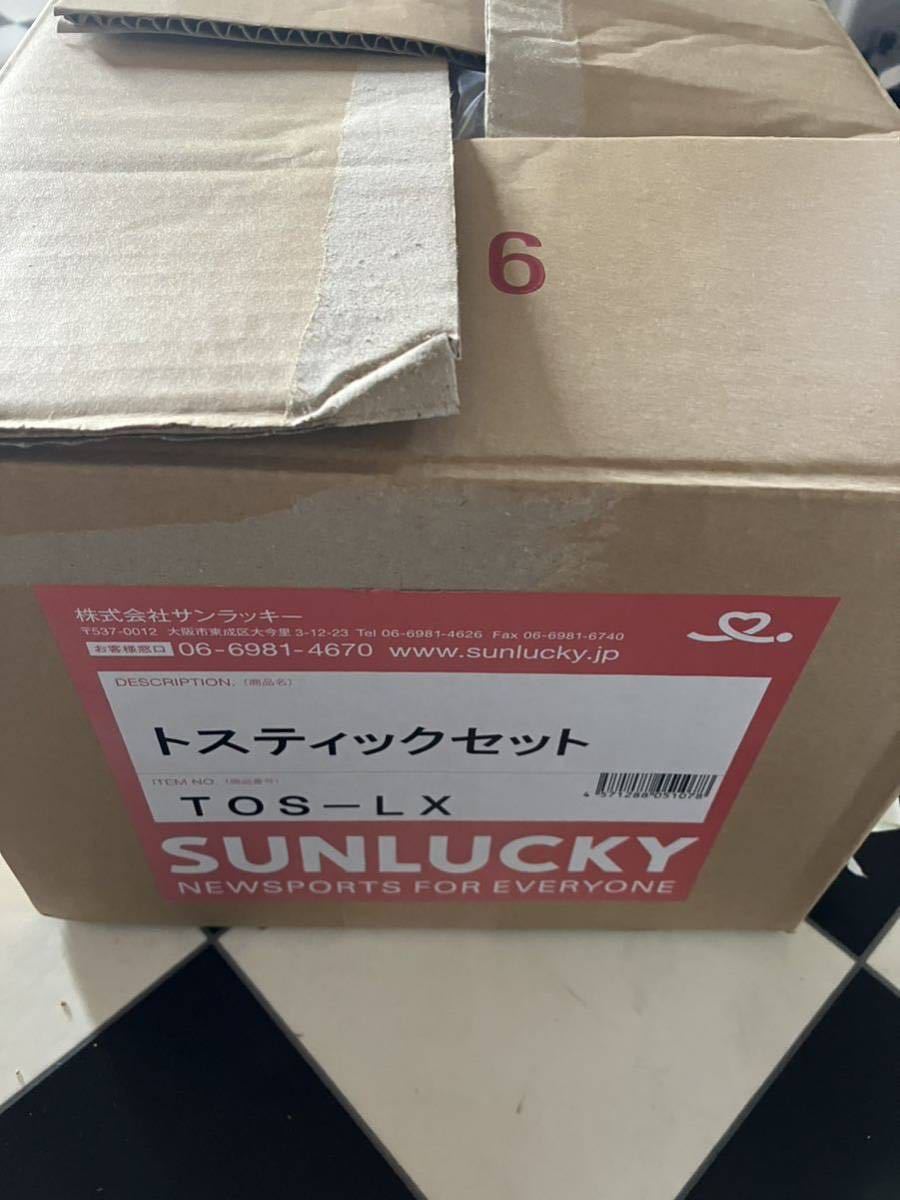 6
株式会社サンラッキー
〒537-0012 大阪市東成区大今里 3-12-23 Tel 06-6981-4626 Fax 06-6981-6740
お客様窓口 06-6981-4670 www.sunlucky.jp
DESCRIPTION.（商品名）
トスティックセット
ITEM NO.（商品番号）
TOS-LX
4 571288 051078
SUNLUCKY
NEWSPORTS FOR EVERYONE